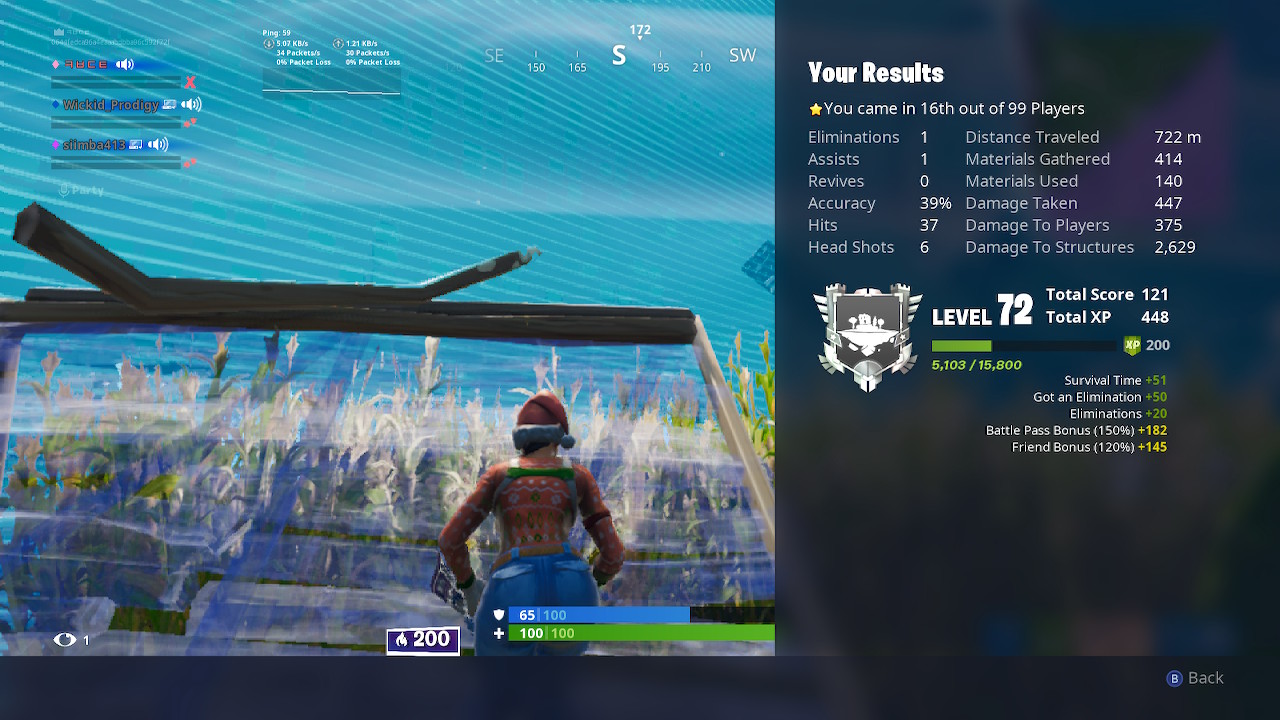 Ping: 59
5.07 KB/s 1.21 KB/s
34 Packets/s 30 Packets/s
0% Packet Loss 0% Packet Loss
172
SE S SW
150 165 195 210
Wickid_Prodigy
siimba413
Party
65 | 100
200
100 | 100
1
Your Results
You came in 16th out of 99 Players
Eliminations 1 Distance Traveled 722 m
Assists 1 Materials Gathered 414
Revives 0 Materials Used 140
Accuracy 39% Damage Taken 447
Hits 37 Damage To Players 375
Head Shots 6 Damage To Structures 2,629
LEVEL 72
Total Score 121
Total XP 448
XP 200
5,103 / 15,800
Survival Time +51
Got an Elimination +50
Eliminations +20
Battle Pass Bonus (150%) +182
Friend Bonus (120%) +145
B Back